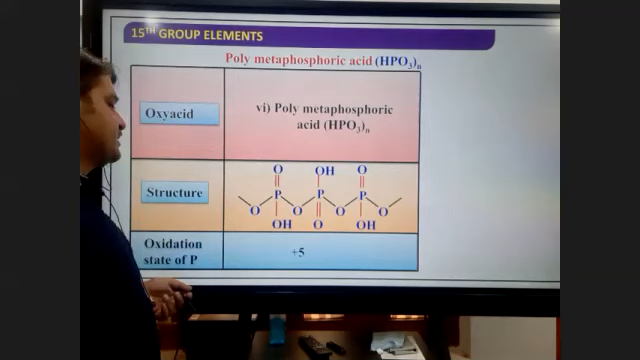 15TH GROUP ELEMENTS
Poly metaphosphoric acid (HPO3)n
Oxyacid
vi) Poly metaphosphoric
acid (HPO3)n
Structure
O OH O
P P P
O O O O
OH O OH
Oxidation
state of P
+5